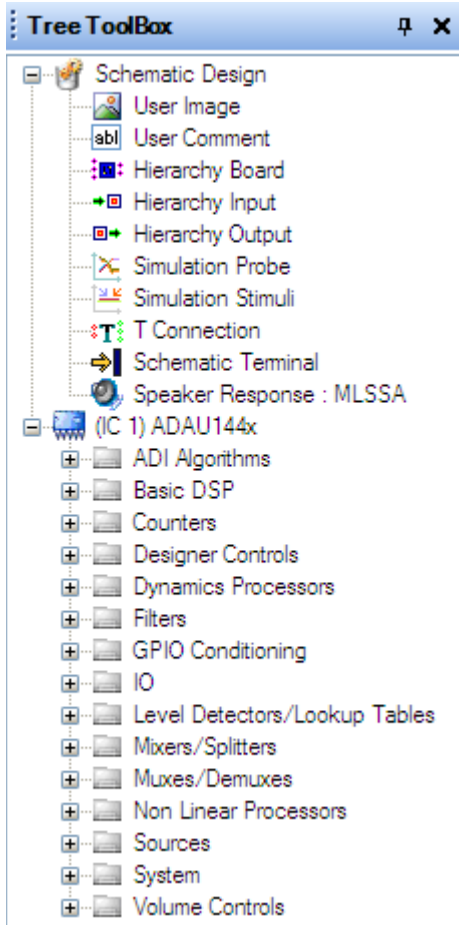 Tree ToolBox
Schematic Design
User Image
abl User Comment
Hierarchy Board
Hierarchy Input
Hierarchy Output
Simulation Probe
Simulation Stimuli
T T Connection
Schematic Terminal
Speaker Response : MLSSA
(IC 1) ADAU144x
ADI Algorithms
Basic DSP
Counters
Designer Controls
Dynamics Processors
Filters
GPIO Conditioning
IO
Level Detectors/Lookup Tables
Mixers/Splitters
Muxes/Demuxes
Non Linear Processors
Sources
System
Volume Controls